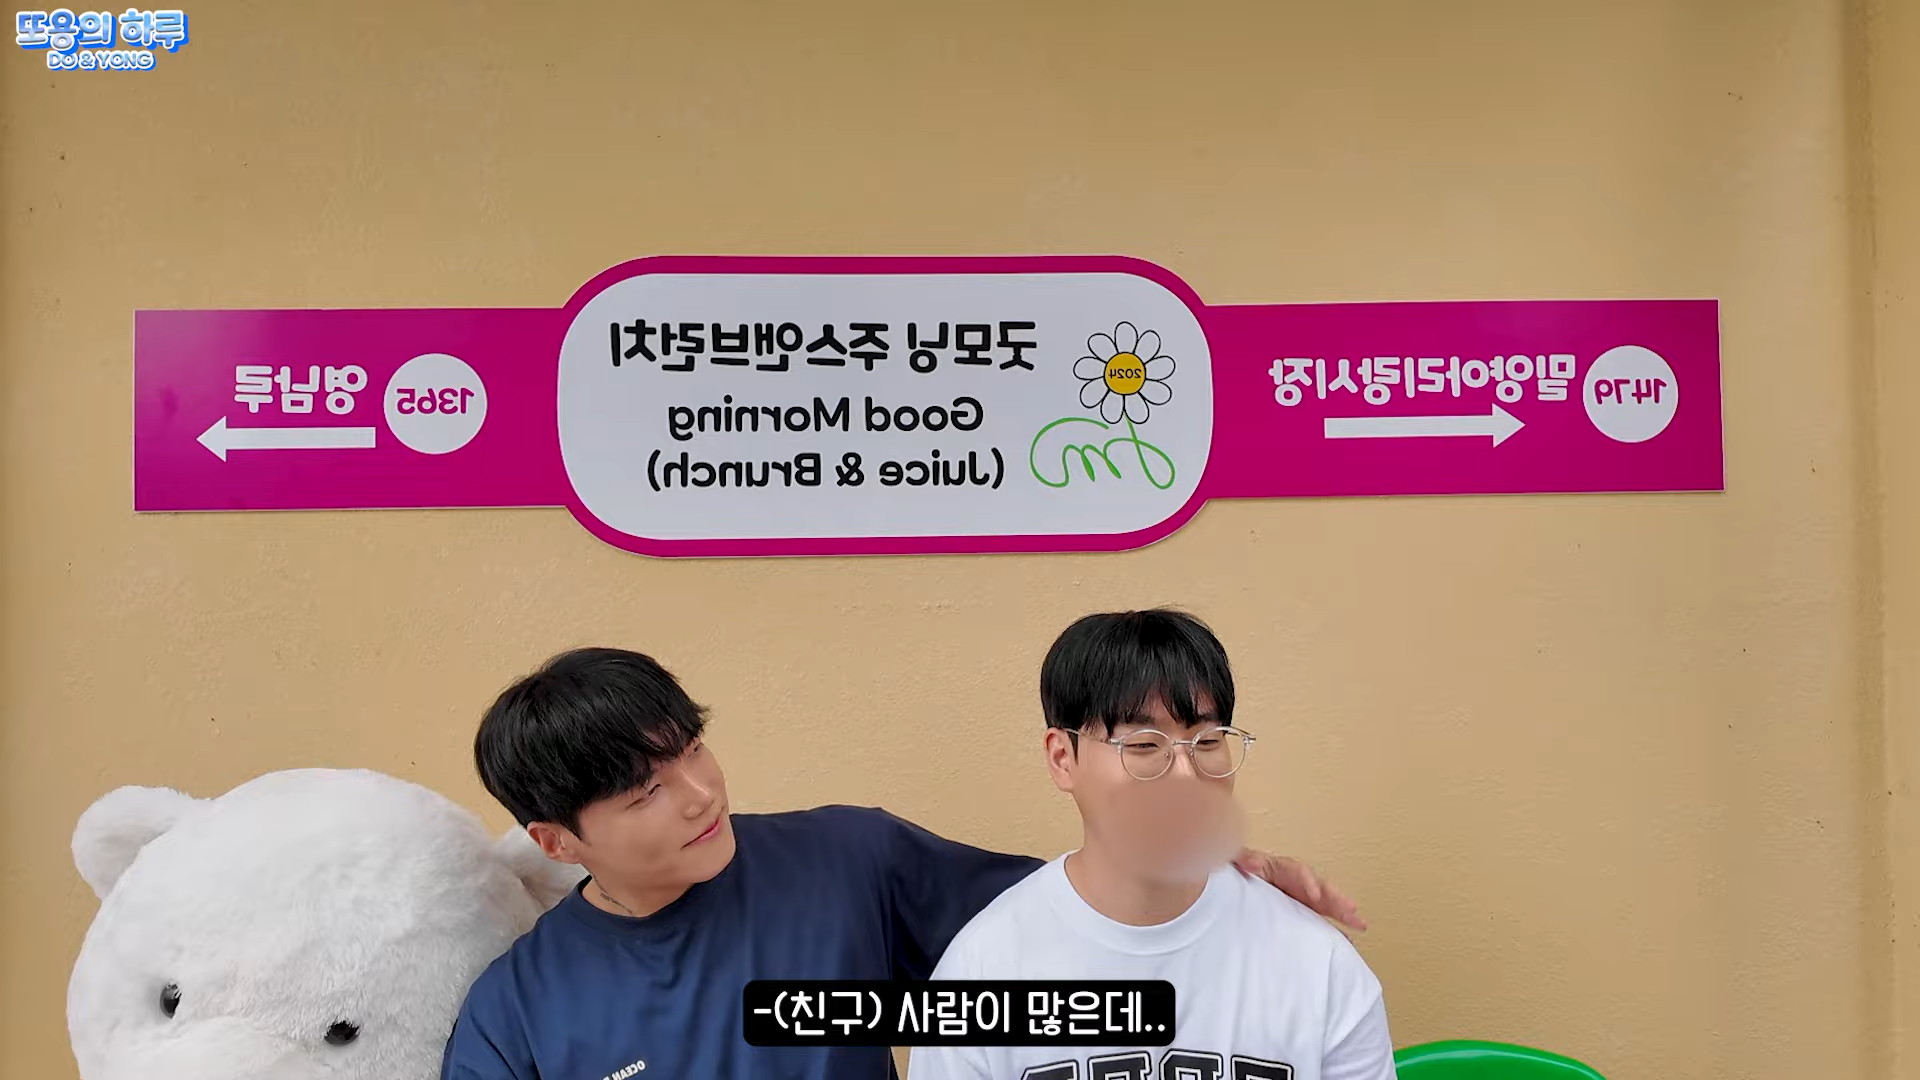 또용의 하루
DO & YONG
굿모닝 주스앤브런치
Good Morning
(Juice & Brunch)
2024
영남루
1365
밀양아리랑시장
1479
OCEAN
-(친구) 사람이 많은데..